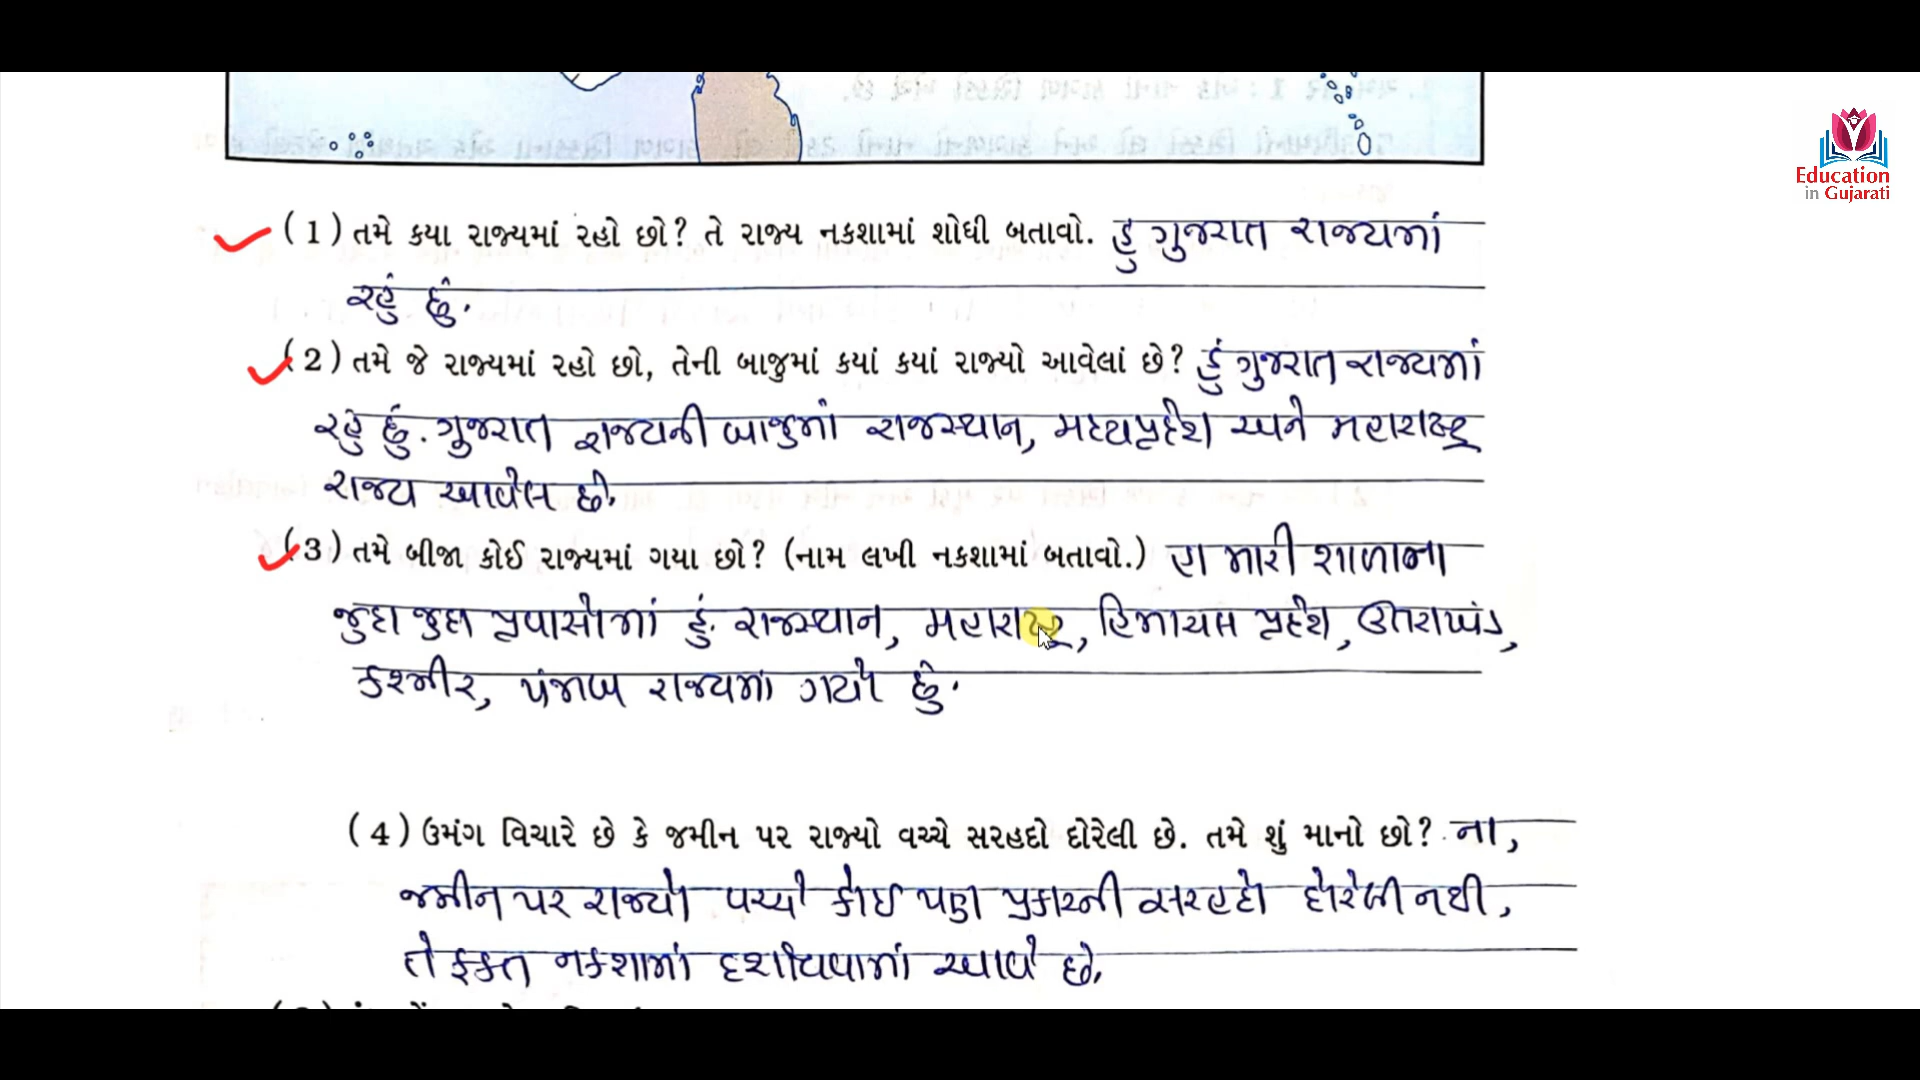 Education
in Gujarati
(1) તમે કયા રાજ્યમાં રહો છો? તે રાજ્ય નકશામાં શોધી બતાવો. હું ગુજરાત રાજ્યમાં
રહું છું.
(2) તમે જે રાજ્યમાં રહો છો, તેની બાજુમાં કયાં કયાં રાજ્યો આવેલાં છે? હું ગુજરાત રાજ્યમાં
રહું છું. ગુજરાત રાજ્યની બાજુમાં રાજસ્થાન, મધ્યપ્રદેશ અને મહારાષ્ટ્ર
રાજ્ય આવેલ છે.
(3) તમે બીજા કોઈ રાજ્યમાં ગયા છો? (નામ લખી નકશામાં બતાવો.) હા મારી શાળાના
જુદા જુદા પ્રવાસોમાં હું રાજસ્થાન, મહારાષ્ટ્ર, હિમાચલ પ્રદેશ, ઉત્તરાખંડ,
કશ્મીર, પંજાબ રાજ્યમાં ગયો છું.
(4) ઉમંગ વિચારે છે કે જમીન પર રાજ્યો વચ્ચે સરહદો દોરેલી છે. તમે શું માનો છો? ના,
જમીન પર રાજ્યો વચ્ચે કોઈ પણ પ્રકારની સરહદો દોરેલી નથી,
તે ફક્ત નકશામાં દર્શાવવામાં આવે છે.